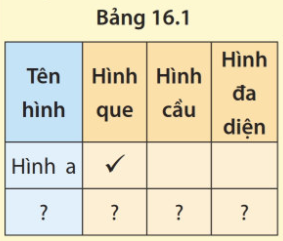 Bảng 16.1
Tên hình | Hình que | Hình cầu | Hình đa diện
Hình a | ✓ | |
? | ? | ? | ?